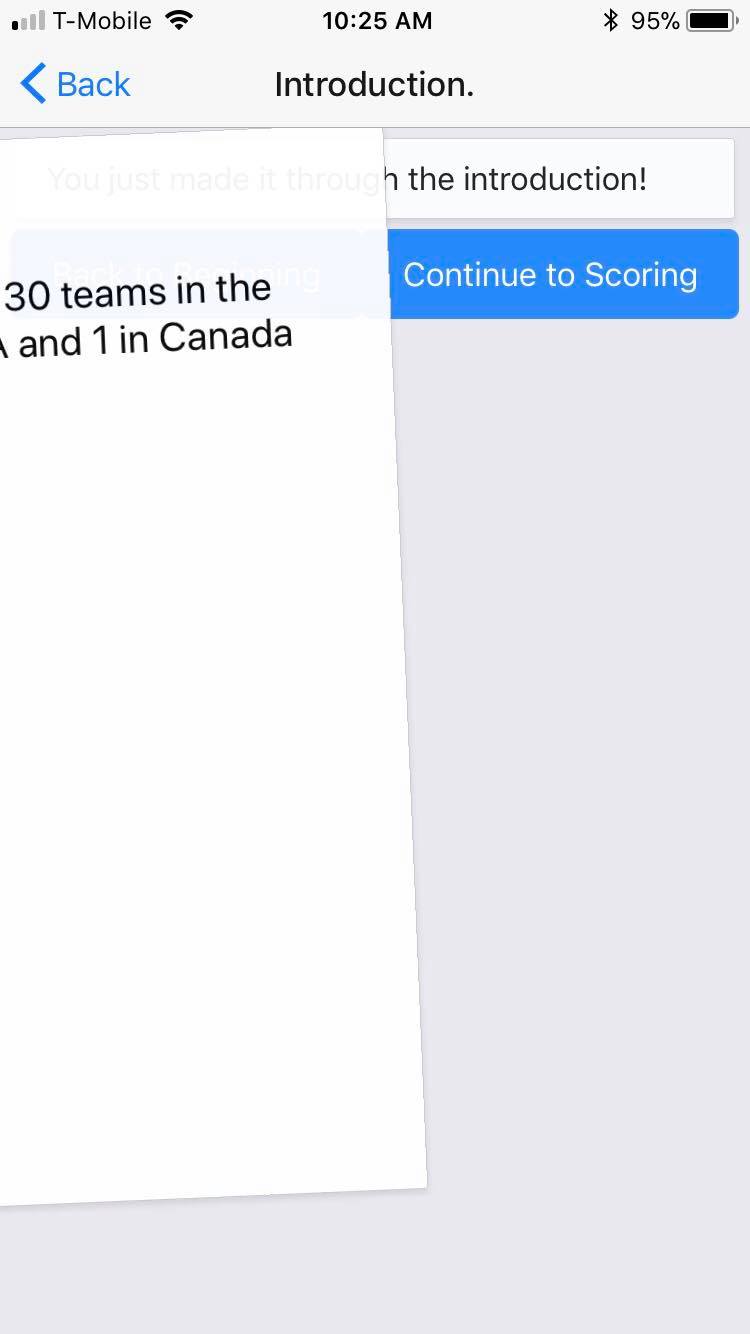 T-Mobile 10:25 AM 95%
Back Introduction.
You just made it through the introduction!
Back to Beginning Continue to Scoring
30 teams in the
A and 1 in Canada